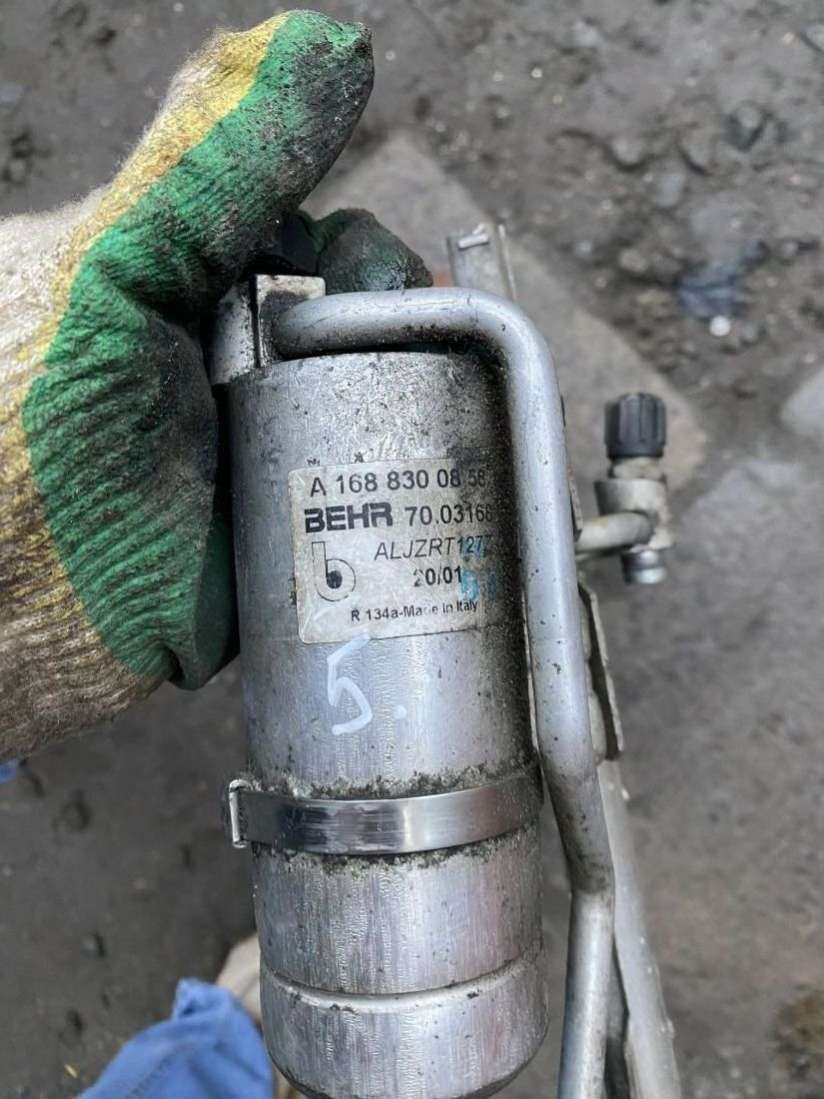 A 168 830 08 58
BEHR 70.03168
b ALJZRT127
20/01
R 134a-Made in Italy
5.